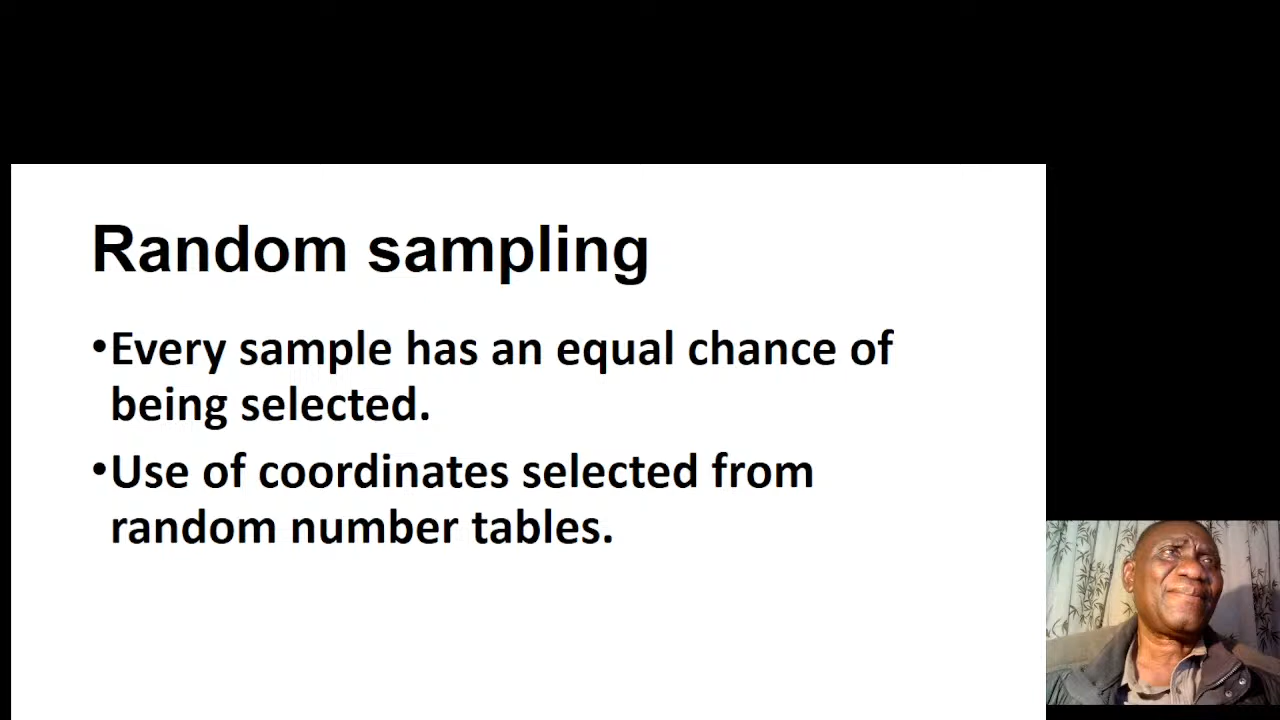 Random sampling
•Every sample has an equal chance of
being selected.
•Use of coordinates selected from
random number tables.